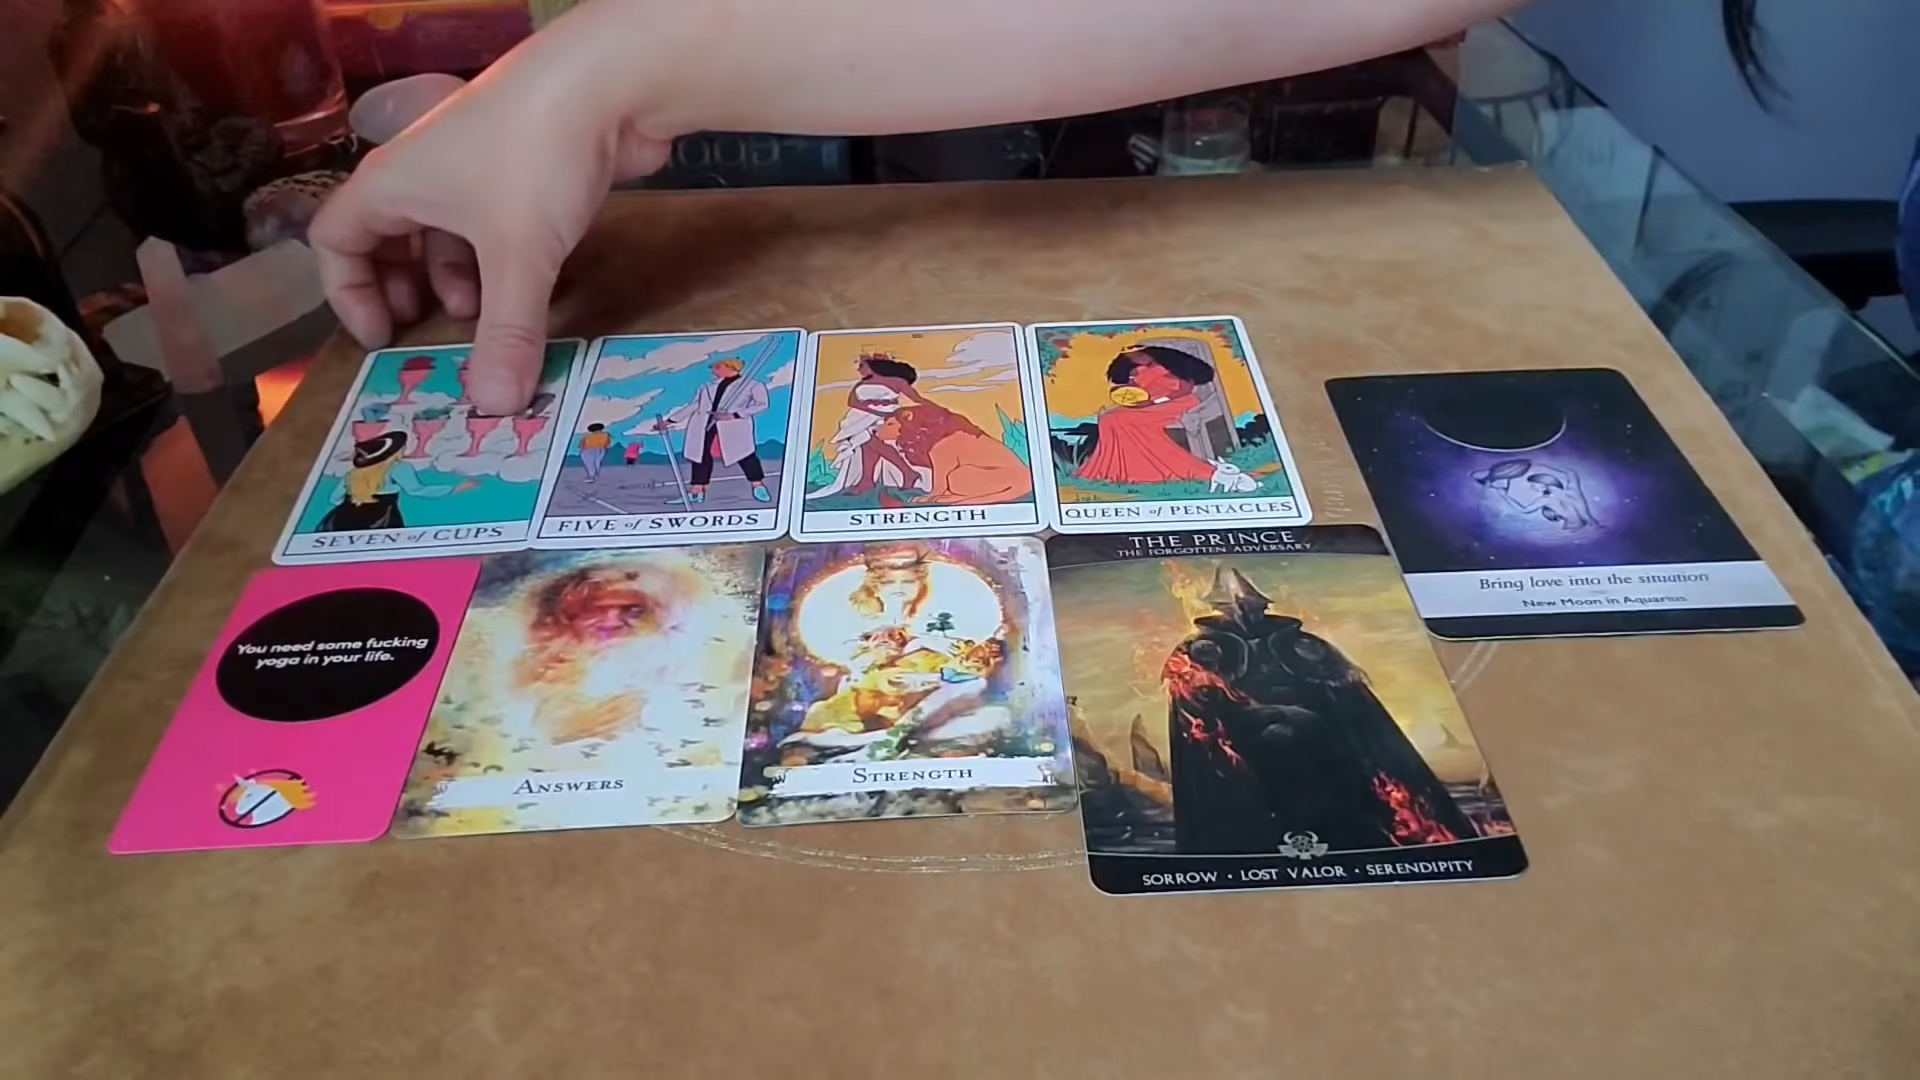 SEVEN of CUPS
FIVE of SWORDS
STRENGTH
QUEEN of PENTACLES
THE PRINCE
THE FORGOTTEN ADVERSARY
Bring love into the situation
New Moon in Aquarius
You need some fucking
yoga in your life.
ANSWERS
STRENGTH
SORROW • LOST VALOR • SERENDIPITY